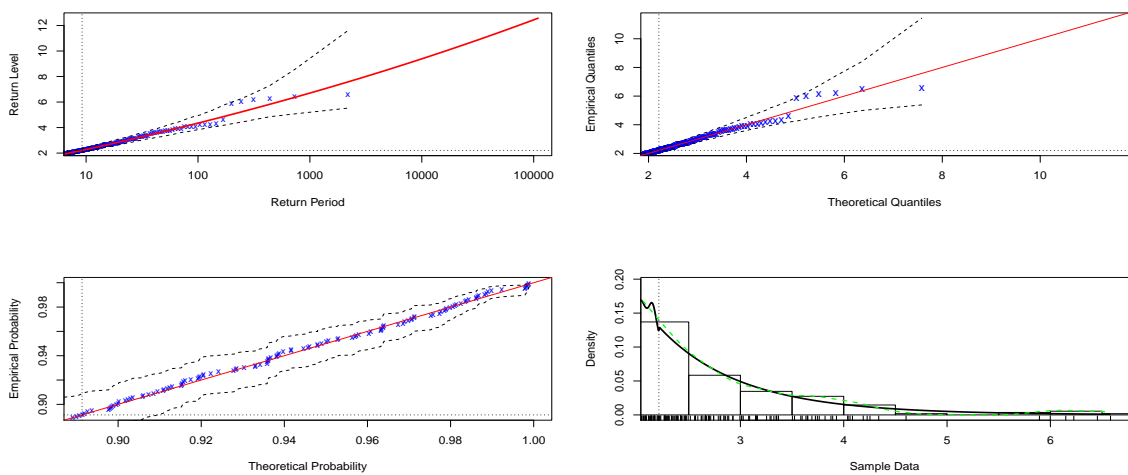 Return Level
2 4 6 8 10 12
10 100 1000 10000 100000
Return Period
Empirical Quantiles
2 4 6 8 10
2 4 6 8 10
Theoretical Quantiles
Empirical Probability
0.90 0.94 0.98
0.90 0.92 0.94 0.96 0.98 1.00
Theoretical Probability
Density
0.00 0.05 0.10 0.15 0.20
3 4 5 6
Sample Data